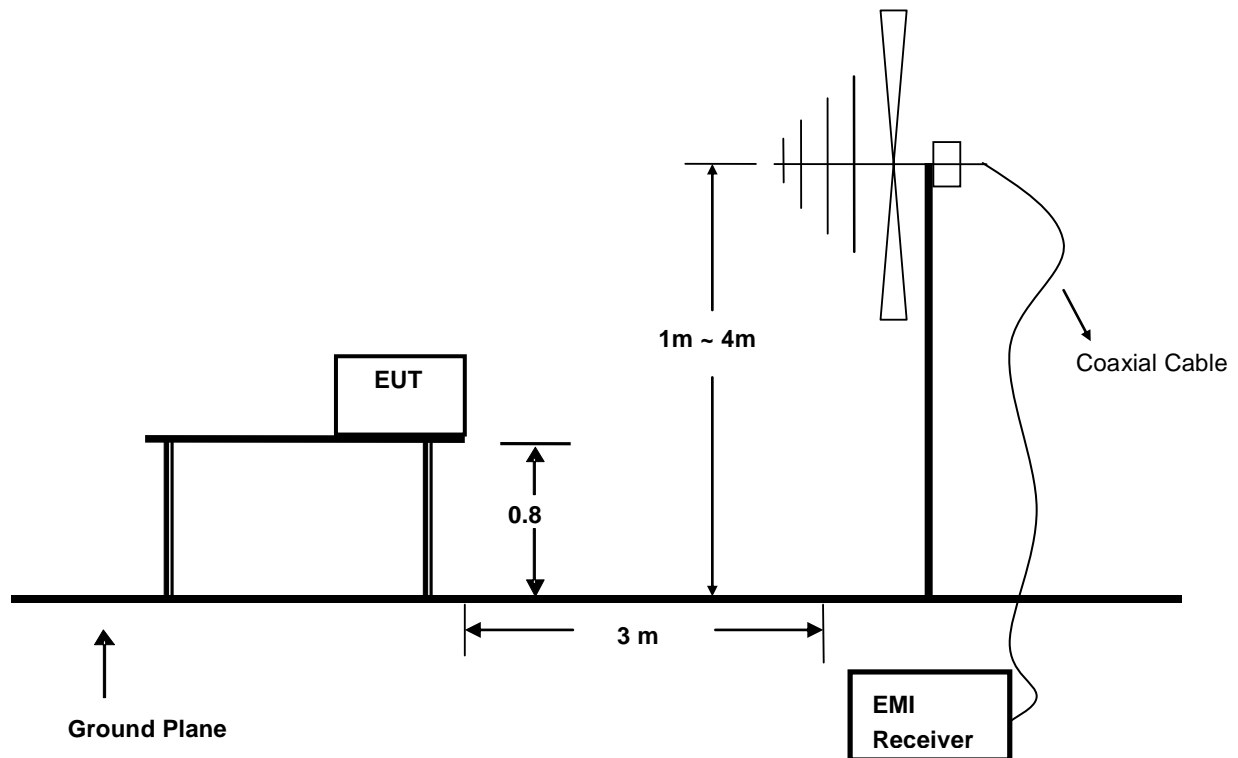 1m ~ 4m
Coaxial Cable
EUT
0.8
3 m
Ground Plane
EMI
Receiver